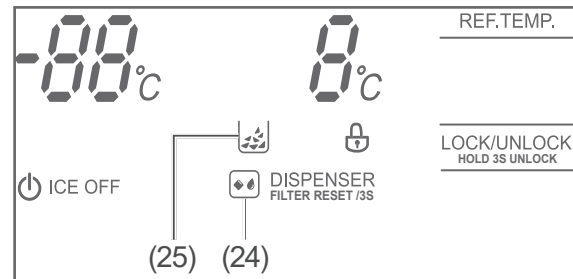 -88°C 8°C REF.TEMP.
LOCK/UNLOCK
HOLD 3S UNLOCK
ICE OFF DISPENSER
FILTER RESET /3S
(25) (24)